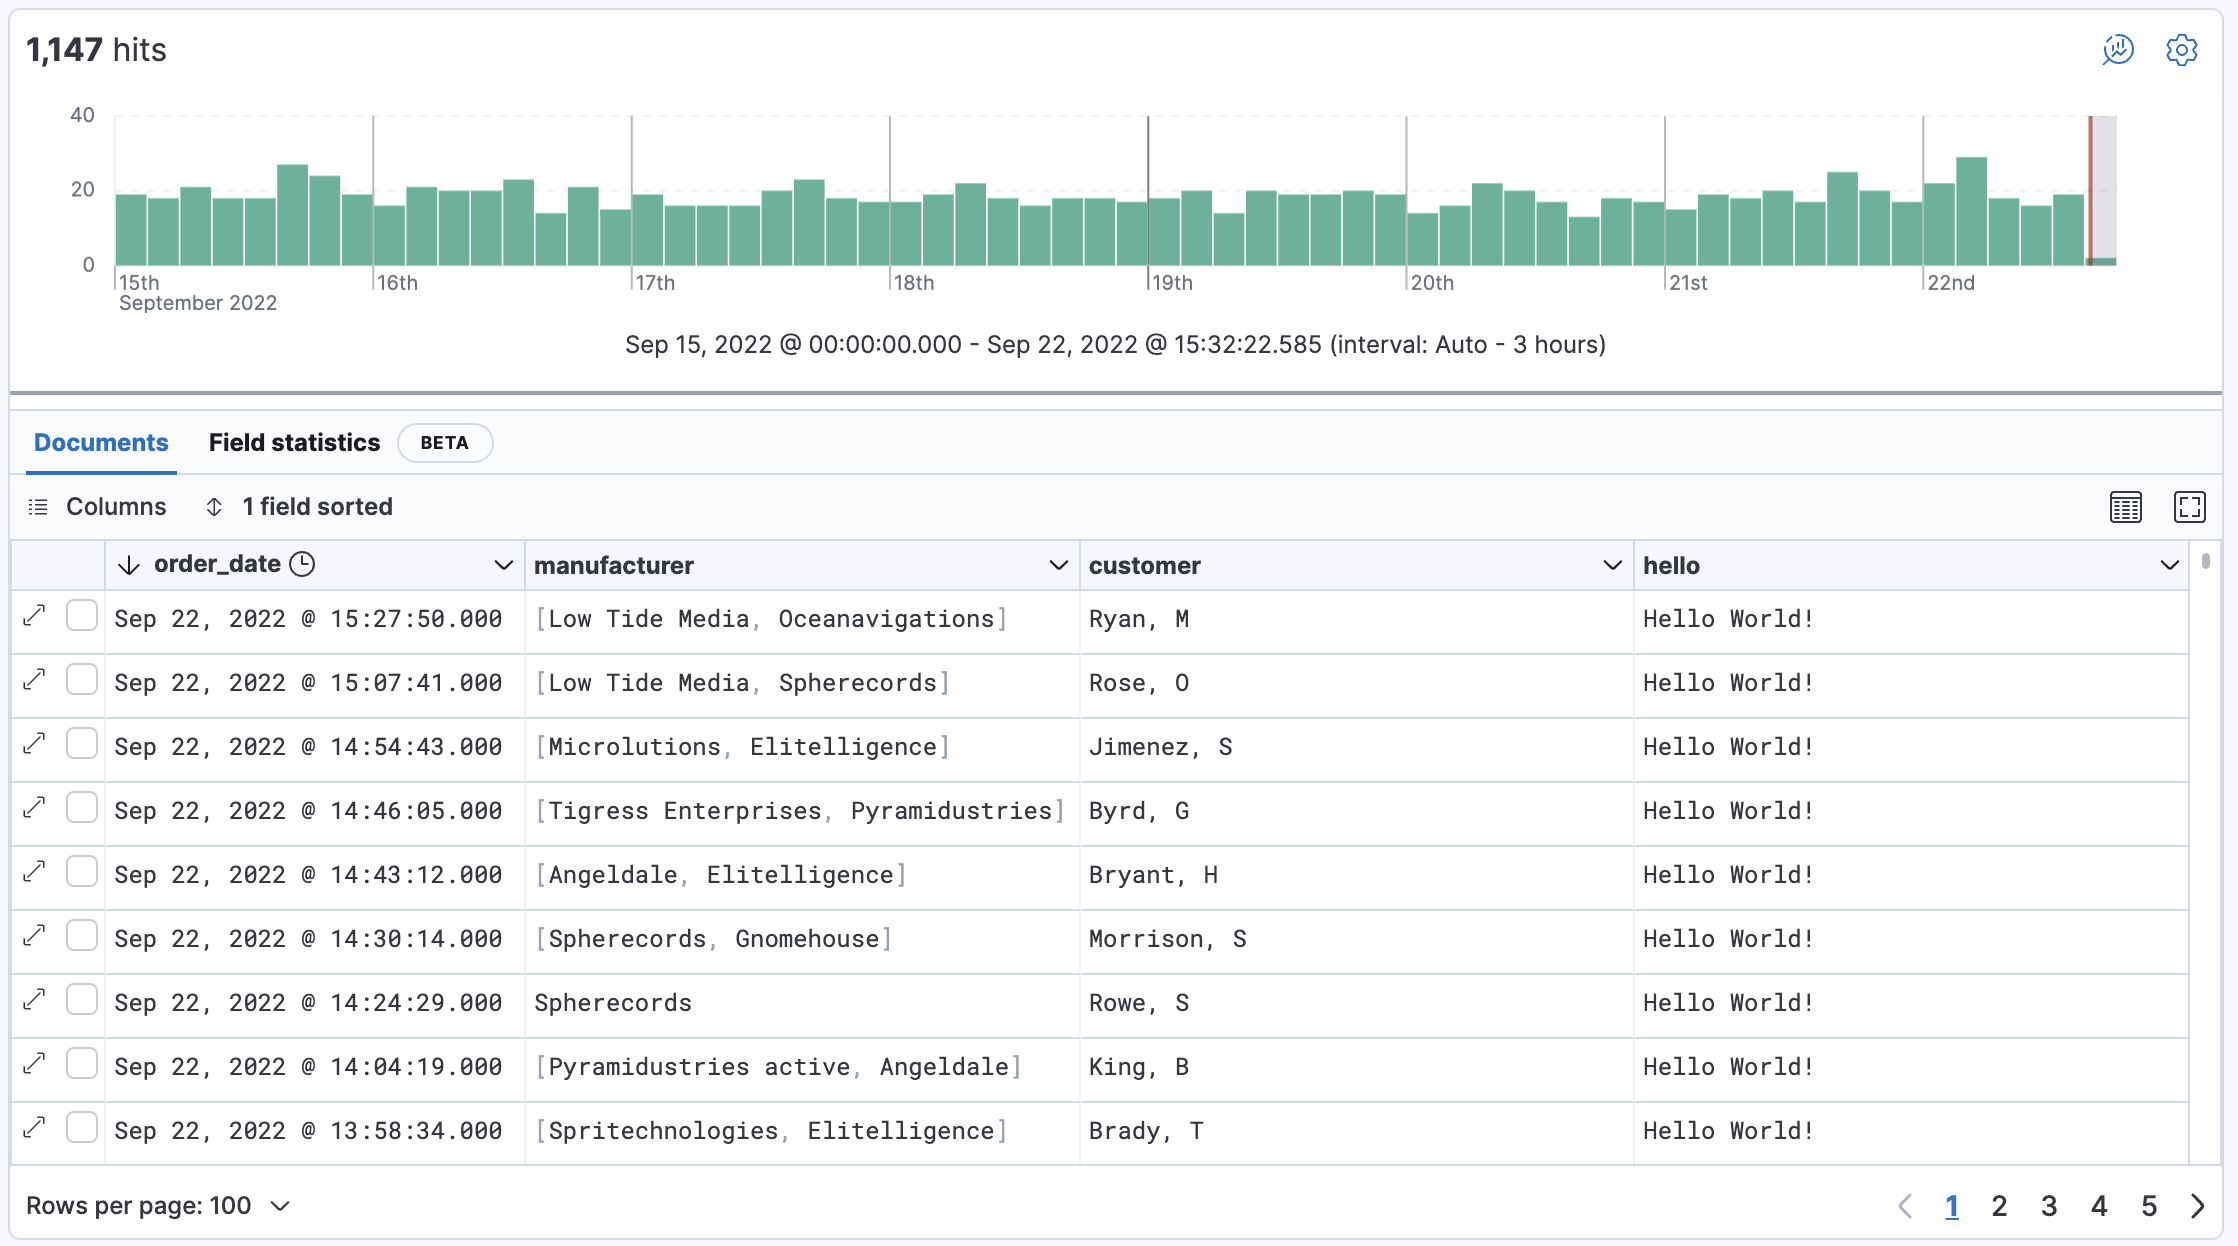 1,147 hits
40
20
0
15th 16th 17th 18th 19th 20th 21st 22nd
September 2022
Sep 15, 2022 @ 00:00:00.000 - Sep 22, 2022 @ 15:32:22.585 (interval: Auto - 3 hours)
Documents Field statistics BETA
Columns 1 field sorted
order_date manufacturer customer hello
Sep 22, 2022 @ 15:27:50.000 [Low Tide Media, Oceanavigations] Ryan, M Hello World!
Sep 22, 2022 @ 15:07:41.000 [Low Tide Media, Spherecords] Rose, O Hello World!
Sep 22, 2022 @ 14:54:43.000 [Microlutions, Elitelligence] Jimenez, S Hello World!
Sep 22, 2022 @ 14:46:05.000 [Tigress Enterprises, Pyramidustries] Byrd, G Hello World!
Sep 22, 2022 @ 14:43:12.000 [Angeldale, Elitelligence] Bryant, H Hello World!
Sep 22, 2022 @ 14:30:14.000 [Spherecords, Gnomehouse] Morrison, S Hello World!
Sep 22, 2022 @ 14:24:29.000 Spherecords Rowe, S Hello World!
Sep 22, 2022 @ 14:04:19.000 [Pyramidustries active, Angeldale] King, B Hello World!
Sep 22, 2022 @ 13:58:34.000 [Spritechnologies, Elitelligence] Brady, T Hello World!
Rows per page: 100 1 2 3 4 5